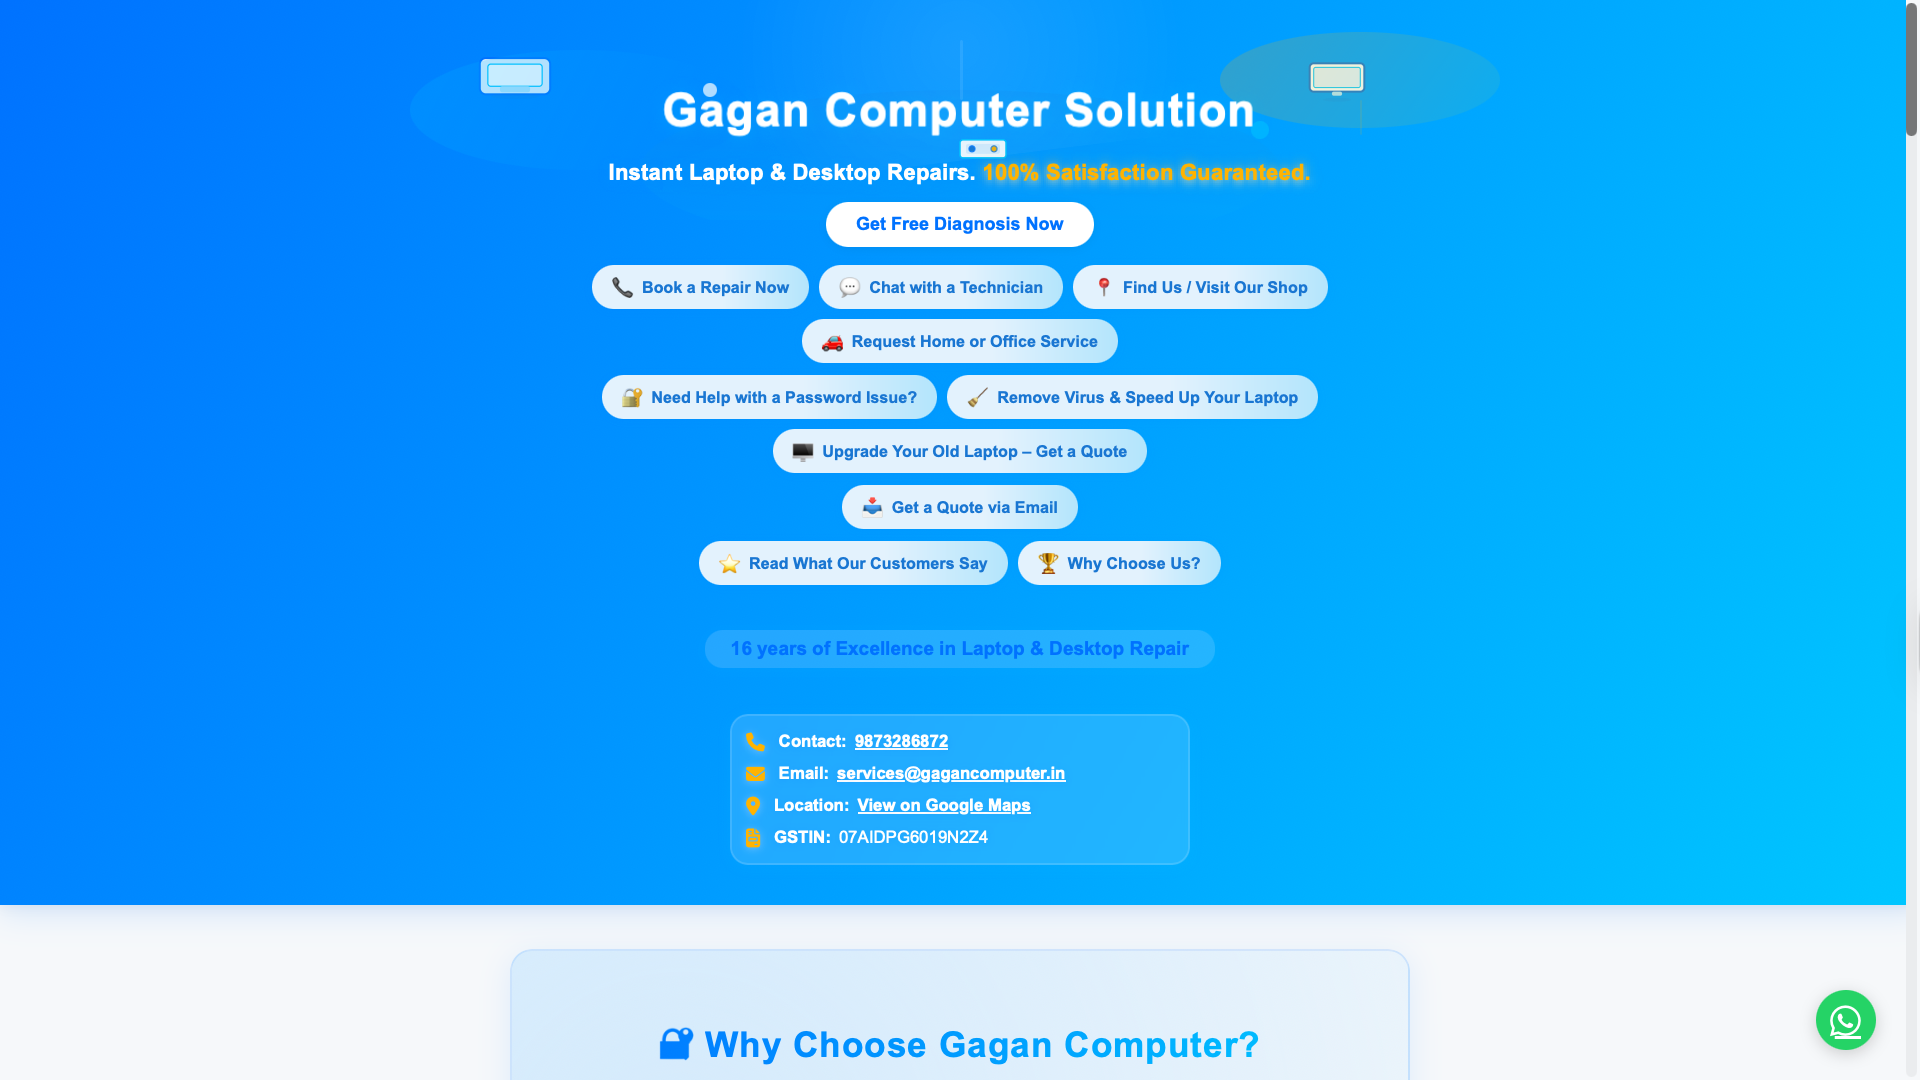 Gagan Computer Solution
Instant Laptop & Desktop Repairs. 100% Satisfaction Guaranteed.
Get Free Diagnosis Now
Book a Repair Now
Chat with a Technician
Find Us / Visit Our Shop
Request Home or Office Service
Need Help with a Password Issue?
Remove Virus & Speed Up Your Laptop
Upgrade Your Old Laptop – Get a Quote
Get a Quote via Email
Read What Our Customers Say
Why Choose Us?
16 years of Excellence in Laptop & Desktop Repair
Contact: 9873286872
Email: services@gagancomputer.in
Location: View on Google Maps
GSTIN: 07AIDPG6019N2Z4
Why Choose Gagan Computer?